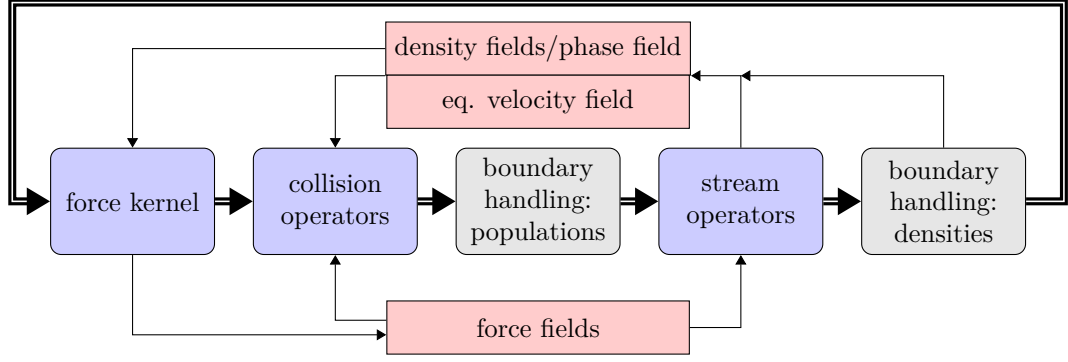 density fields/phase field
eq. velocity field
force kernel
collision
operators
boundary
handling:
populations
stream
operators
boundary
handling:
densities
force fields